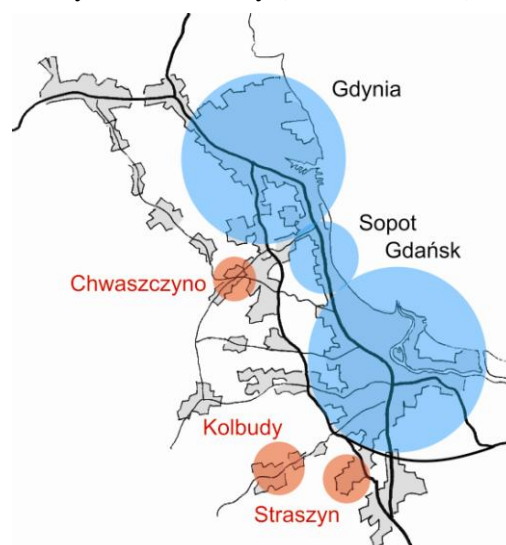 Gdynia
Sopot
Gdańsk
Chwaszczyno
Kolbudy
Straszyn